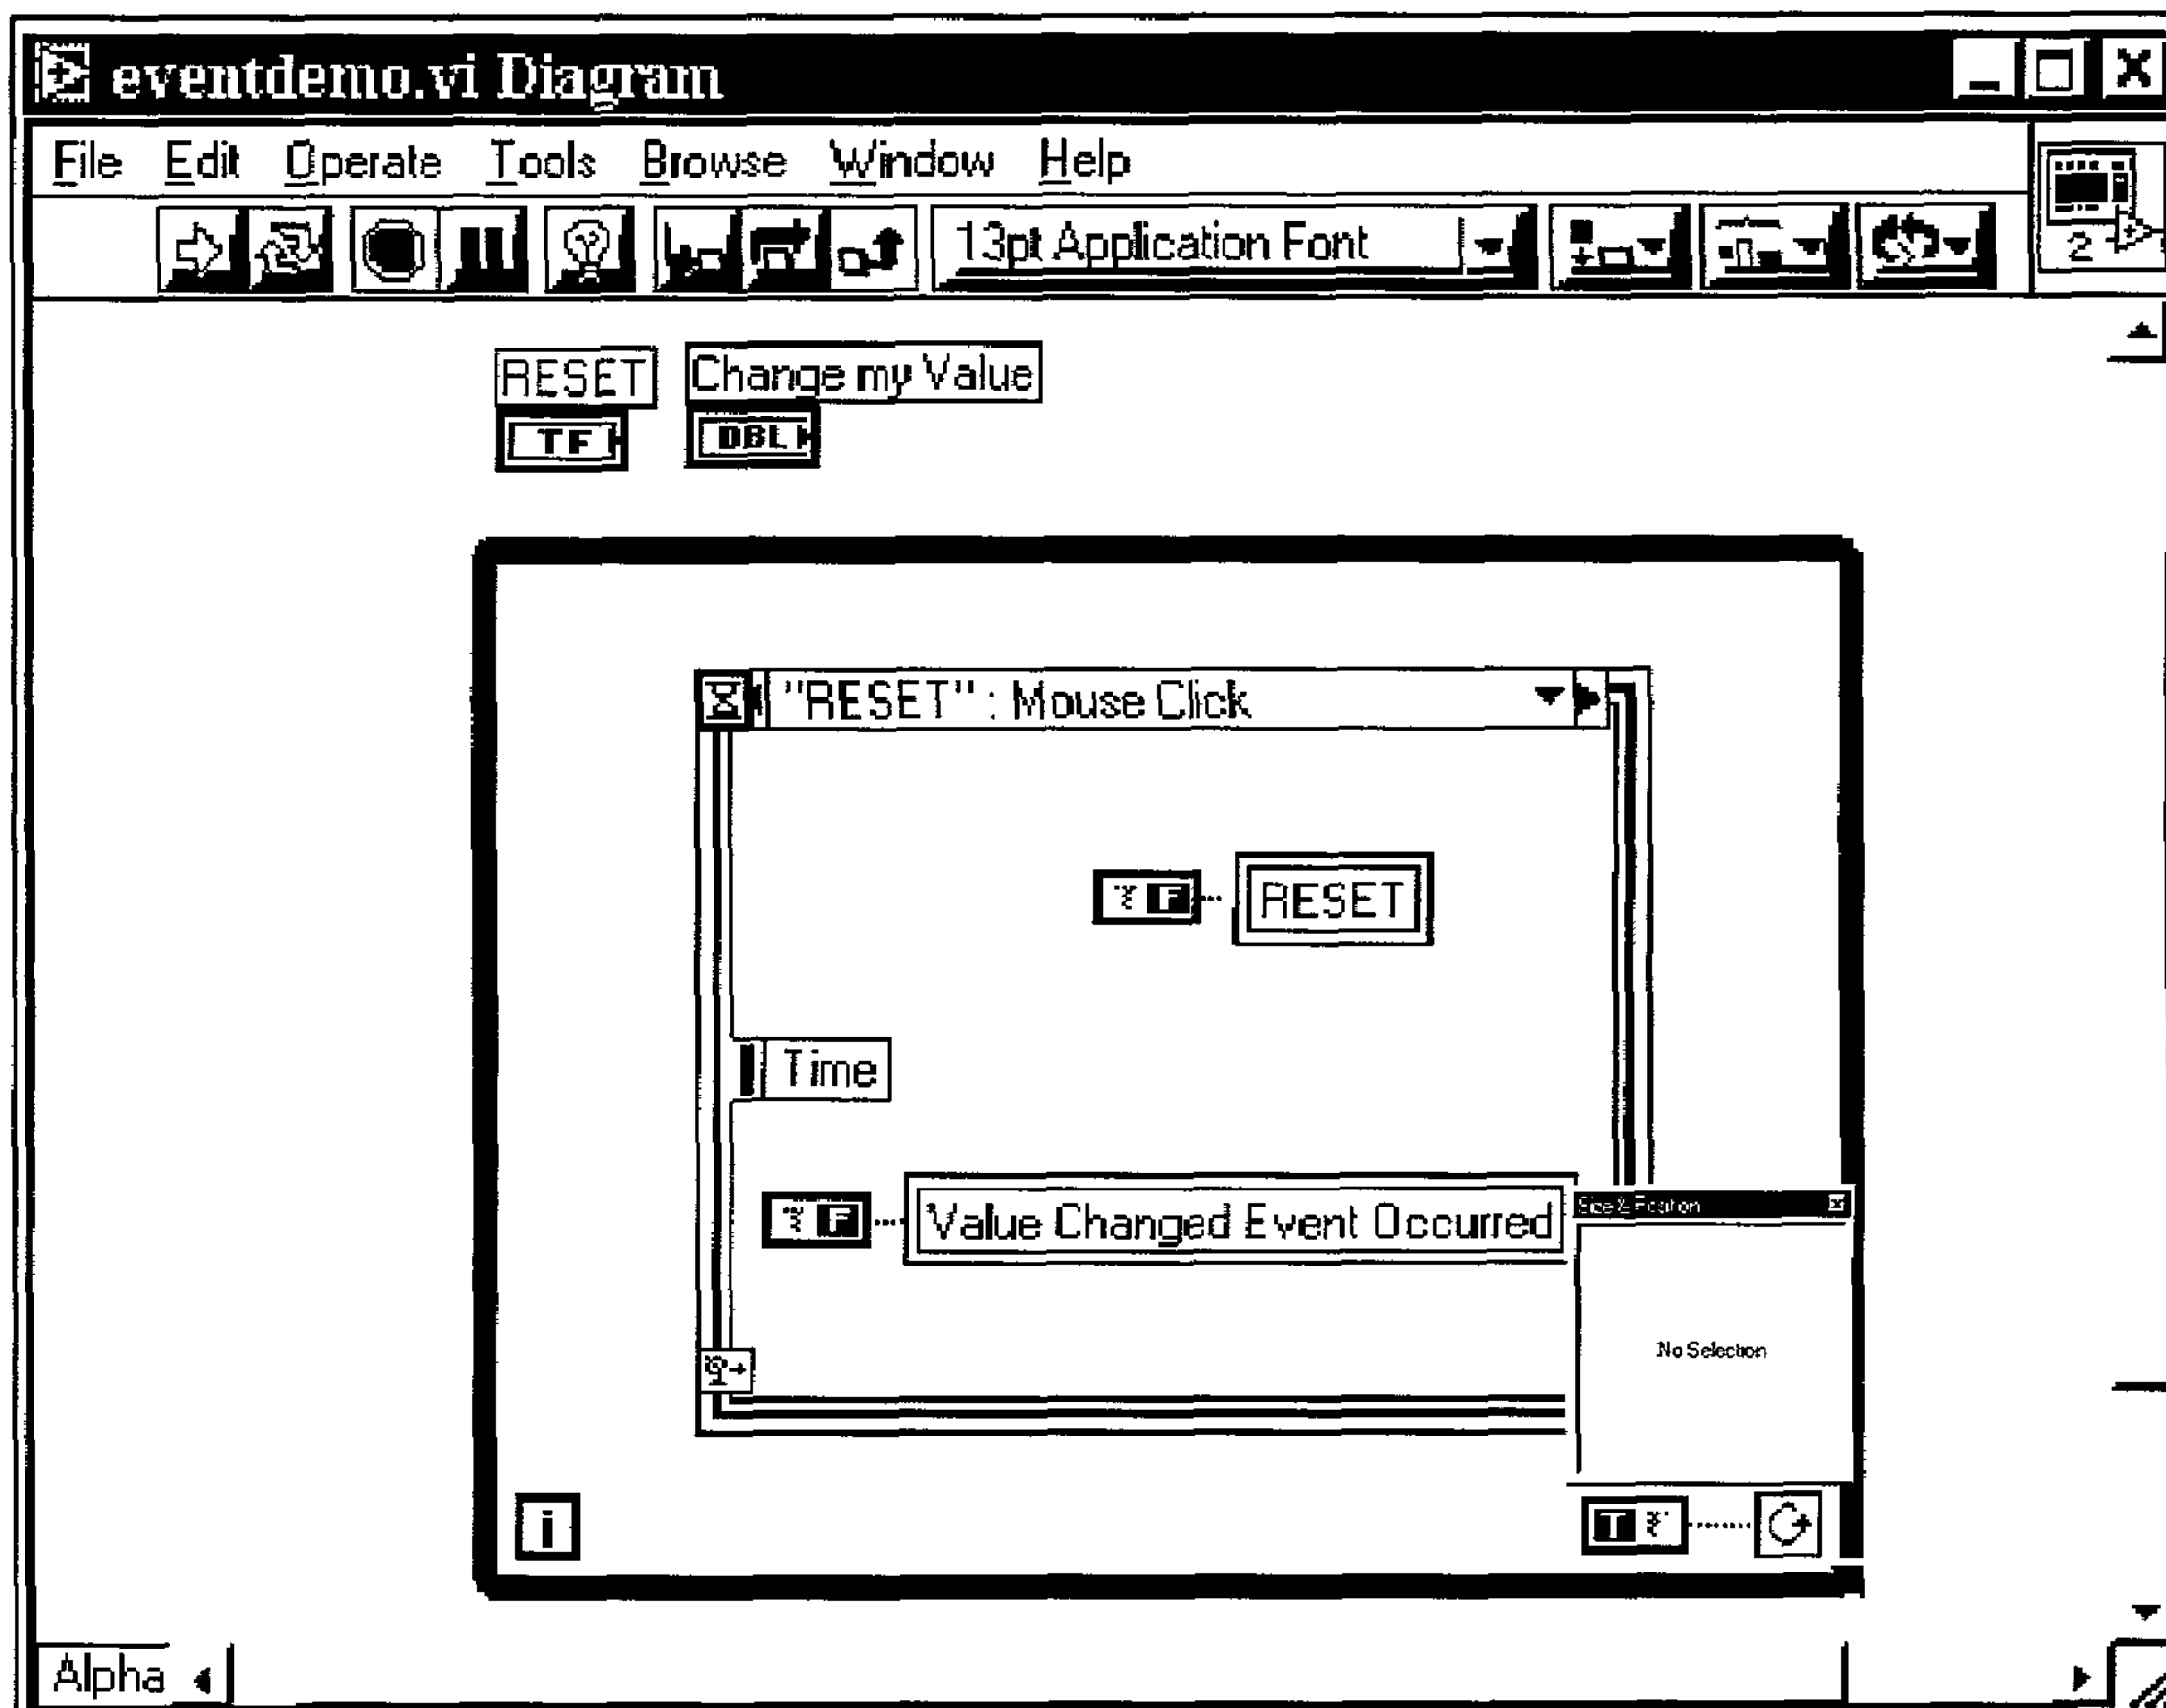 eventdemo.vi Diagram
File Edit Operate Tools Browse Window Help
13pt Application Font
2
RESET Change my Value
TF DBL
"RESET": Mouse Click
F RESET
Time
F Value Changed Event Occurred
Size & Position
No Selection
i
T
Alpha